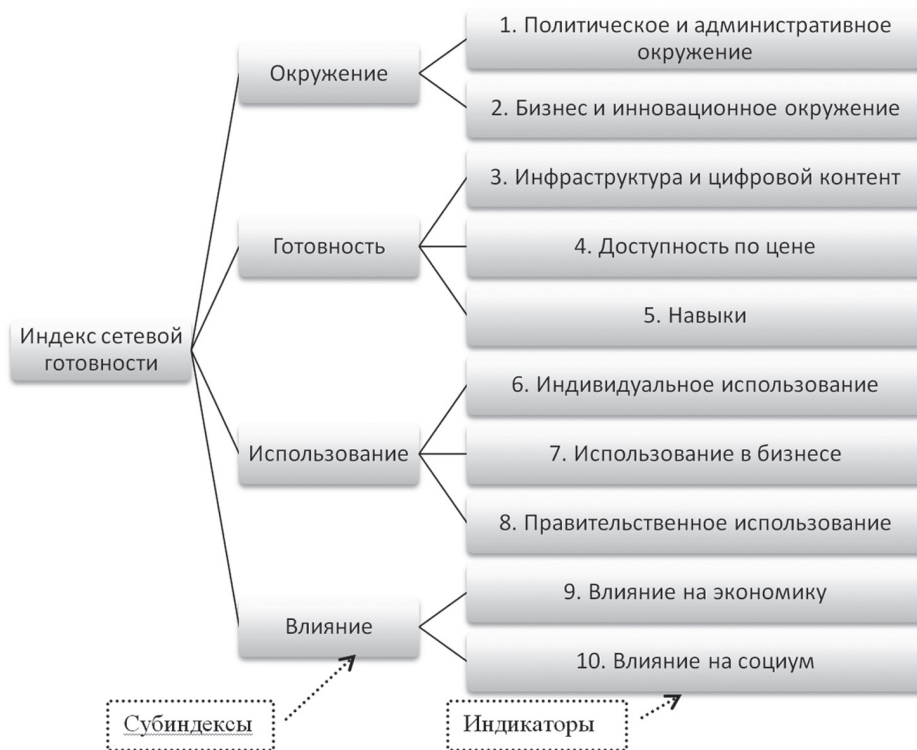 Индекс сетевой
готовности
Окружение
1. Политическое и административное
окружение
2. Бизнес и инновационное окружение
Готовность
3. Инфраструктура и цифровой контент
4. Доступность по цене
5. Навыки
Использование
6. Индивидуальное использование
7. Использование в бизнесе
8. Правительственное использование
Влияние
9. Влияние на экономику
10. Влияние на социум
Субиндексы
Индикаторы